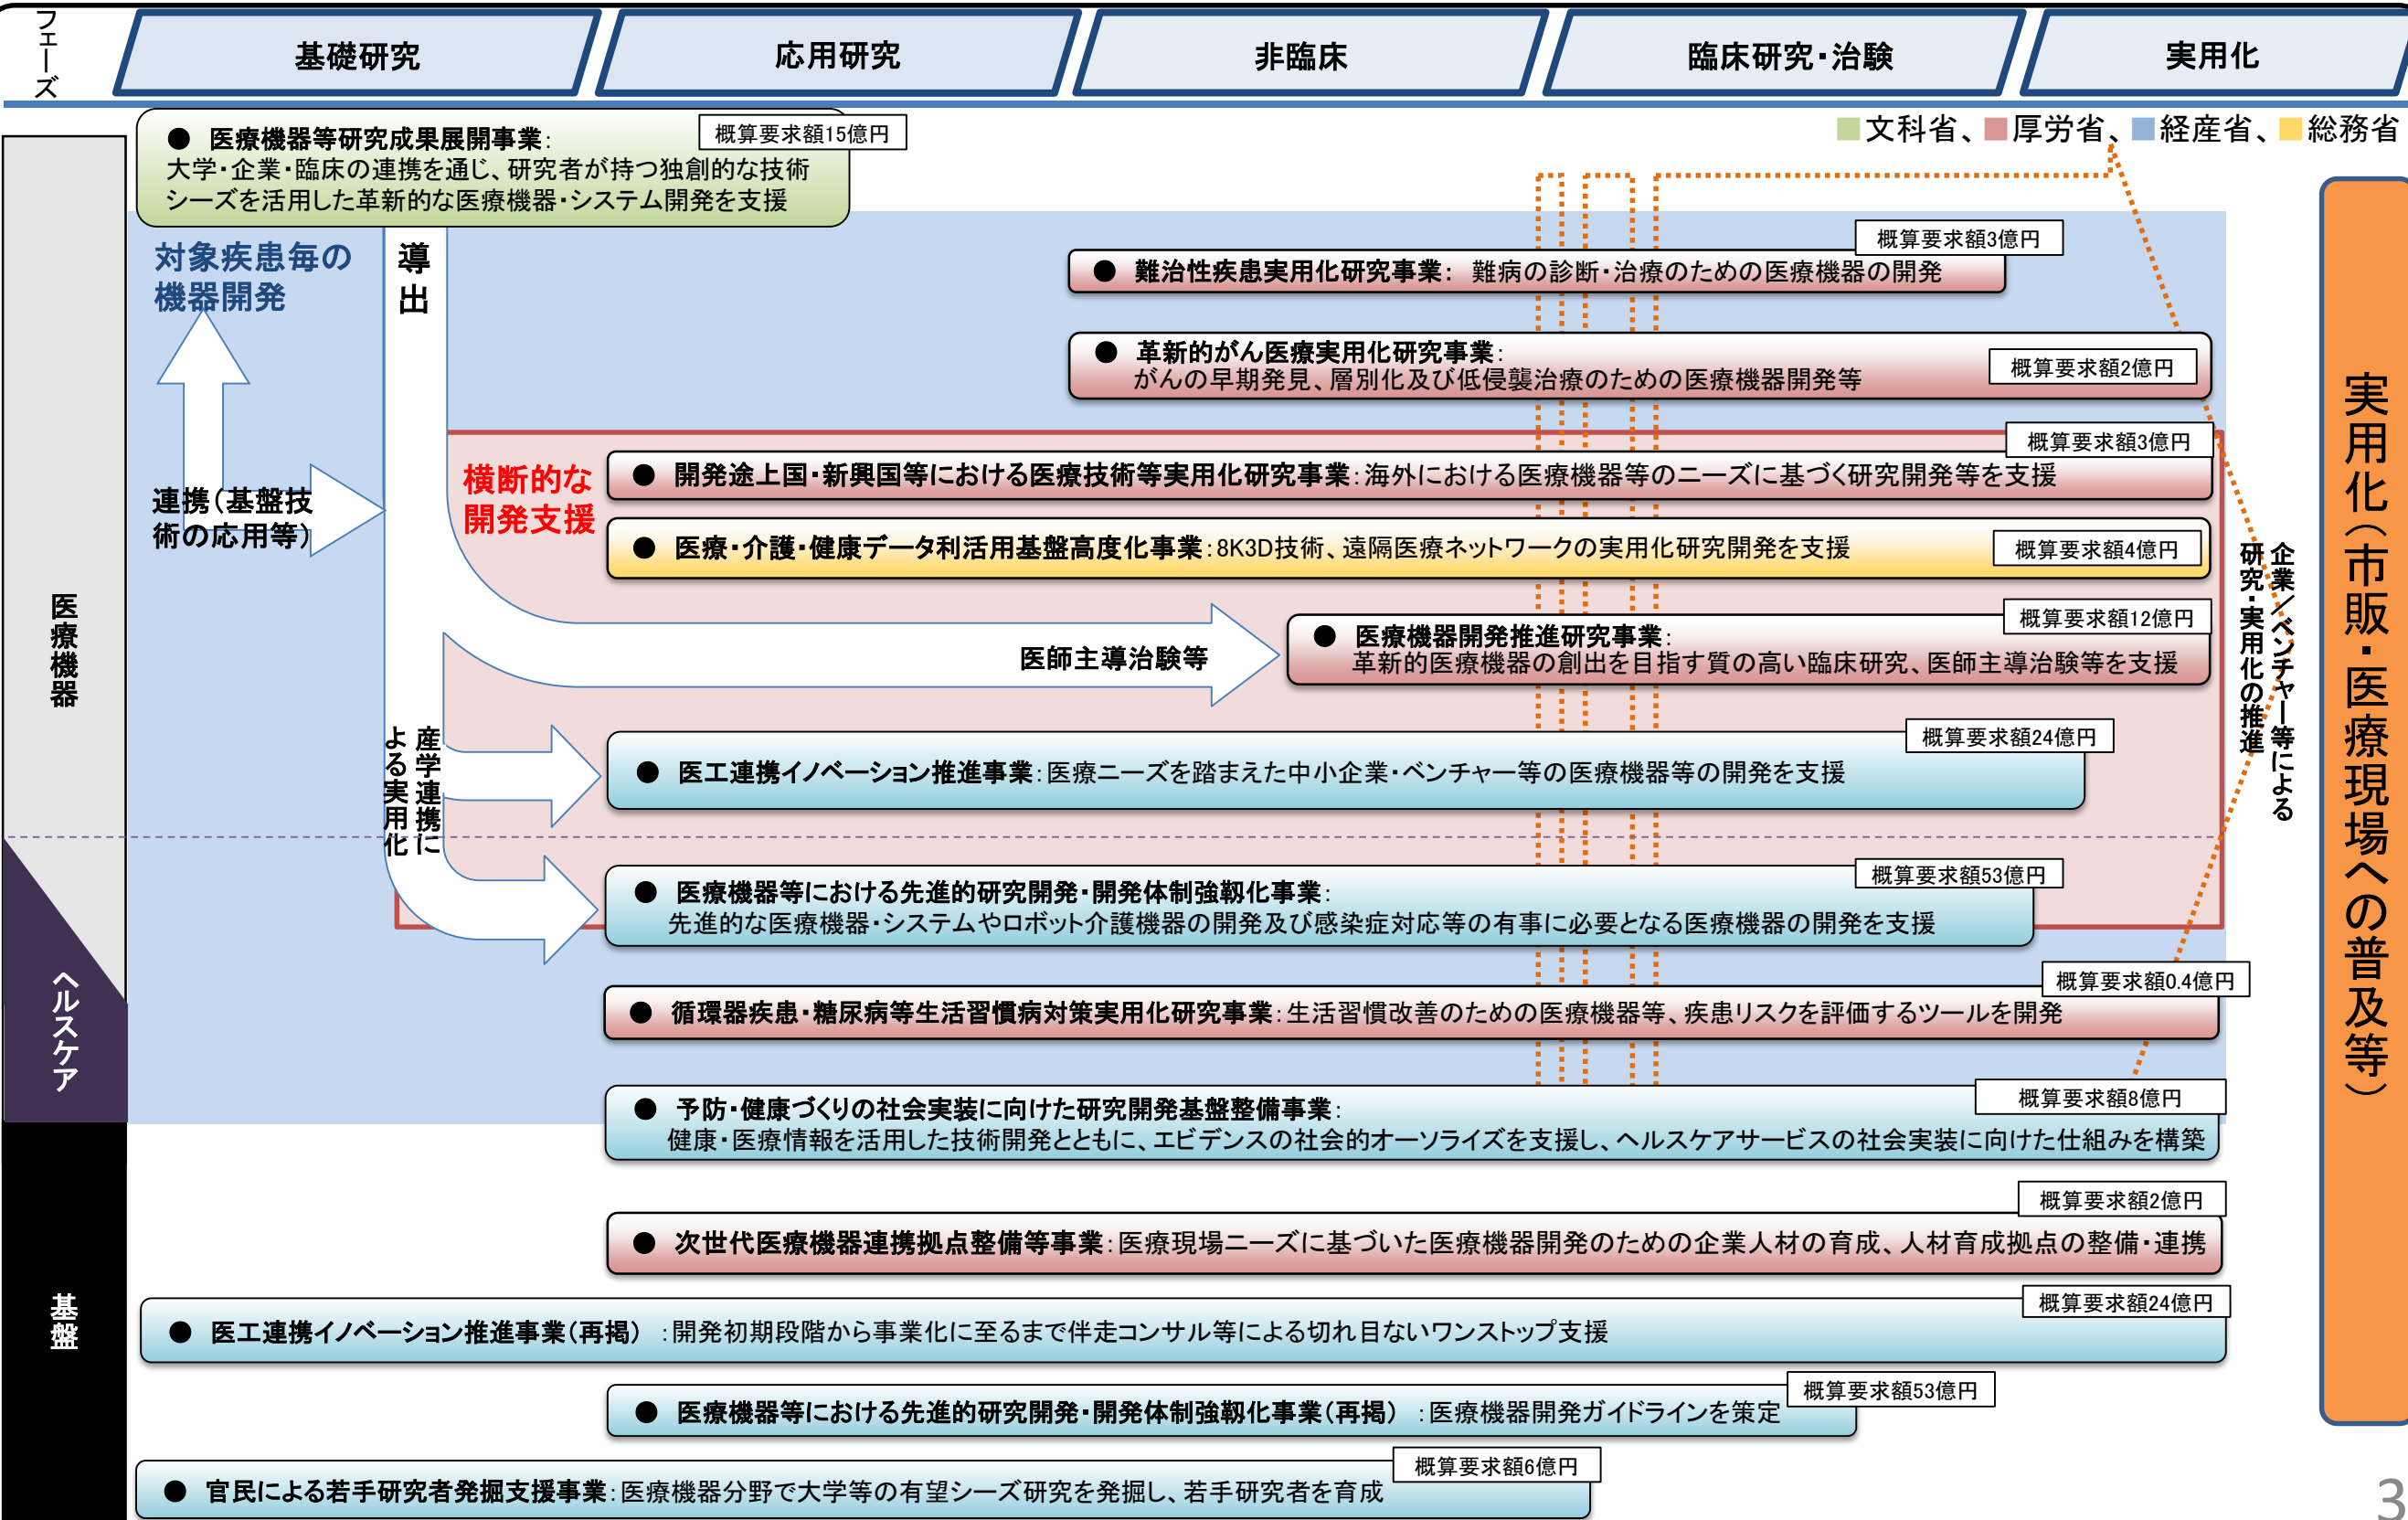 フェーズ
基礎研究
応用研究
非臨床
臨床研究・治験
実用化
■文科省、■厚労省、■経産省、■総務省
● 医療機器等研究成果展開事業:
概算要求額15億円
大学・企業・臨床の連携を通じ、研究者が持つ独創的な技術
シーズを活用した革新的な医療機器・システム開発を支援
対象疾患毎の
機器開発
導出
概算要求額3億円
● 難治性疾患実用化研究事業: 難病の診断・治療のための医療機器の開発
● 革新的がん医療実用化研究事業:
がんの早期発見、層別化及び低侵襲治療のための医療機器開発等
概算要求額2億円
連携(基盤技
術の応用等)
横断的な
開発支援
概算要求額3億円
● 開発途上国・新興国等における医療技術等実用化研究事業:海外における医療機器等のニーズに基づく研究開発等を支援
● 医療・介護・健康データ利活用基盤高度化事業:8K3D技術、遠隔医療ネットワークの実用化研究開発を支援
概算要求額4億円
医師主導治験等
概算要求額12億円
● 医療機器開発推進研究事業:
革新的医療機器の創出を目指す質の高い臨床研究、医師主導治験等を支援
産学連携に
よる実用化
概算要求額24億円
● 医工連携イノベーション推進事業:医療ニーズを踏まえた中小企業・ベンチャー等の医療機器等の開発を支援
概算要求額53億円
● 医療機器等における先進的研究開発・開発体制強靱化事業:
先進的な医療機器・システムやロボット介護機器の開発及び感染症対応等の有事に必要となる医療機器の開発を支援
概算要求額0.4億円
● 循環器疾患・糖尿病等生活習慣病対策実用化研究事業:生活習慣改善のための医療機器等、疾患リスクを評価するツールを開発
概算要求額8億円
● 予防・健康づくりの社会実装に向けた研究開発基盤整備事業:
健康・医療情報を活用した技術開発とともに、エビデンスの社会的オーソライズを支援し、ヘルスケアサービスの社会実装に向けた仕組みを構築
概算要求額2億円
● 次世代医療機器連携拠点整備等事業:医療現場ニーズに基づいた医療機器開発のための企業人材の育成、人材育成拠点の整備・連携
概算要求額24億円
● 医工連携イノベーション推進事業(再掲) :開発初期段階から事業化に至るまで伴走コンサル等による切れ目ないワンストップ支援
概算要求額53億円
● 医療機器等における先進的研究開発・開発体制強靱化事業(再掲) :医療機器開発ガイドラインを策定
概算要求額6億円
● 官民による若手研究者発掘支援事業:医療機器分野で大学等の有望シーズ研究を発掘し、若手研究者を育成
医療機器
ヘルスケア
基盤
企業/ベンチャー等による
研究・実用化の推進
実用化(市販・医療現場への普及等)
3